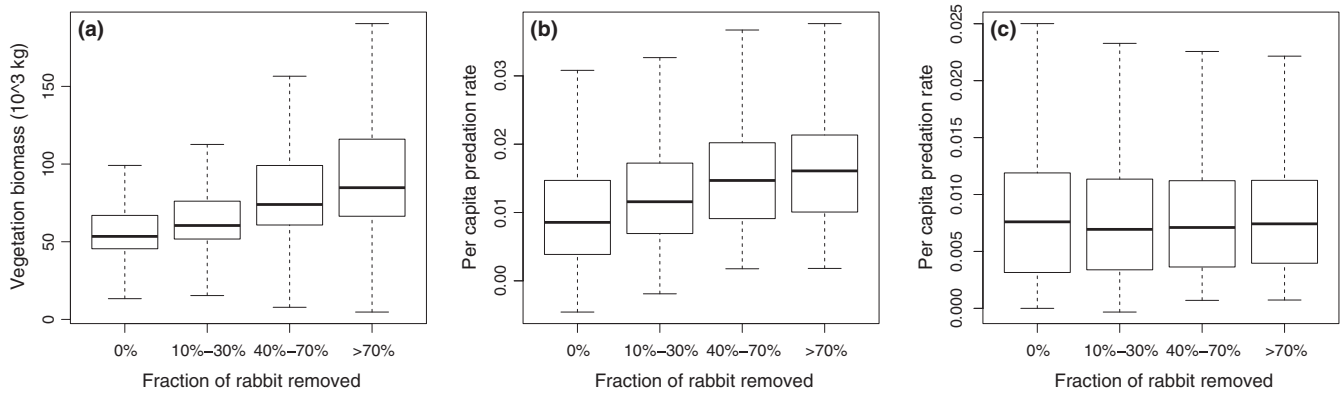 (a)
Vegetation biomass (10^3 kg)
150
100
50
0
0%
10%–30%
40%–70%
>70%
Fraction of rabbit removed
(b)
Per capita predation rate
0.03
0.02
0.01
0.00
0%
10%–30%
40%–70%
>70%
Fraction of rabbit removed
(c)
Per capita predation rate
0.025
0.020
0.015
0.010
0.005
0.000
0%
10%–30%
40%–70%
>70%
Fraction of rabbit removed